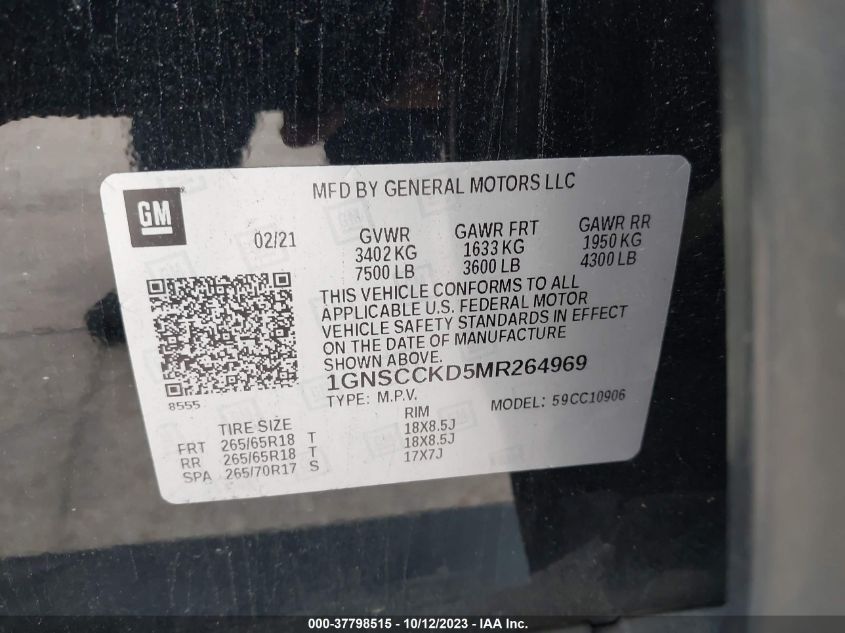 GM
MFD BY GENERAL MOTORS LLC
02/21
GVWR
3402 KG
7500 LB
GAWR FRT
1633 KG
3600 LB
GAWR RR
1950 KG
4300 LB
THIS VEHICLE CONFORMS TO ALL
APPLICABLE U.S. FEDERAL MOTOR
VEHICLE SAFETY STANDARDS IN EFFECT
ON THE DATE OF MANUFACTURE
SHOWN ABOVE.
1GNSCCKD5MR264969
8555
TYPE: M.P.V.
MODEL: 59CC10906
TIRE SIZE RIM
FRT 265/65R18 T 18X8.5J
RR 265/65R18 T 18X8.5J
SPA 265/70R17 S 17X7J
000-37798515 - 10/12/2023 - IAA Inc.